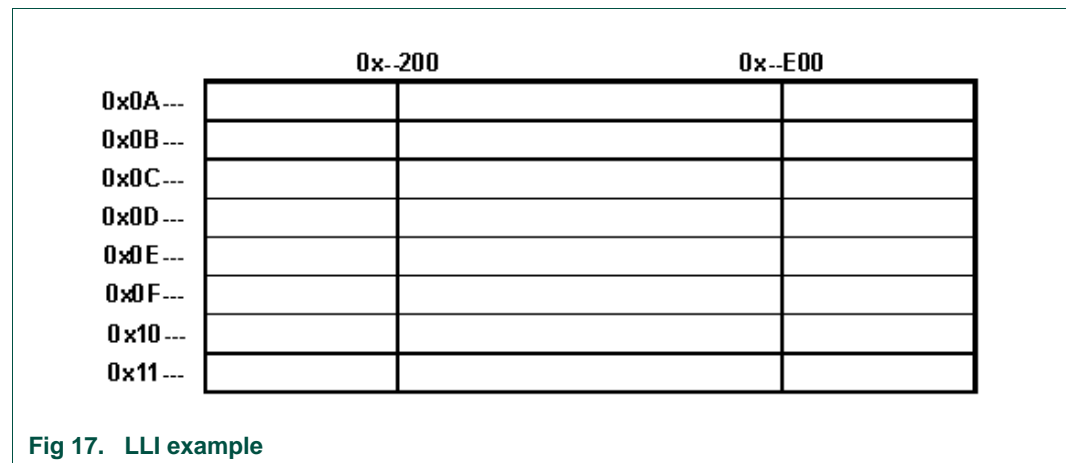 0x--200 0x--E00
0x0A---
0x0B---
0x0C---
0x0D---
0x0E---
0x0F---
0x10---
0x11---
Fig 17. LLI example